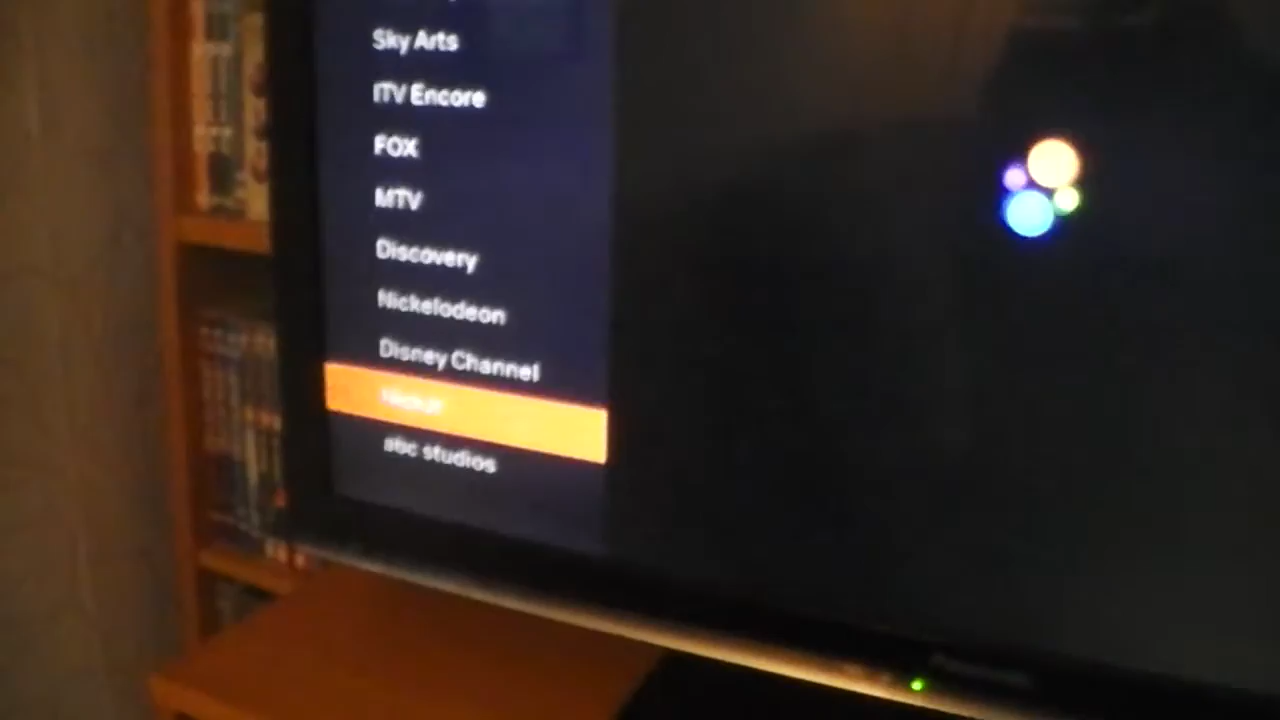 Sky Arts
ITV Encore
FOX
MTV
Discovery
Nickelodeon
Disney Channel
abc studios